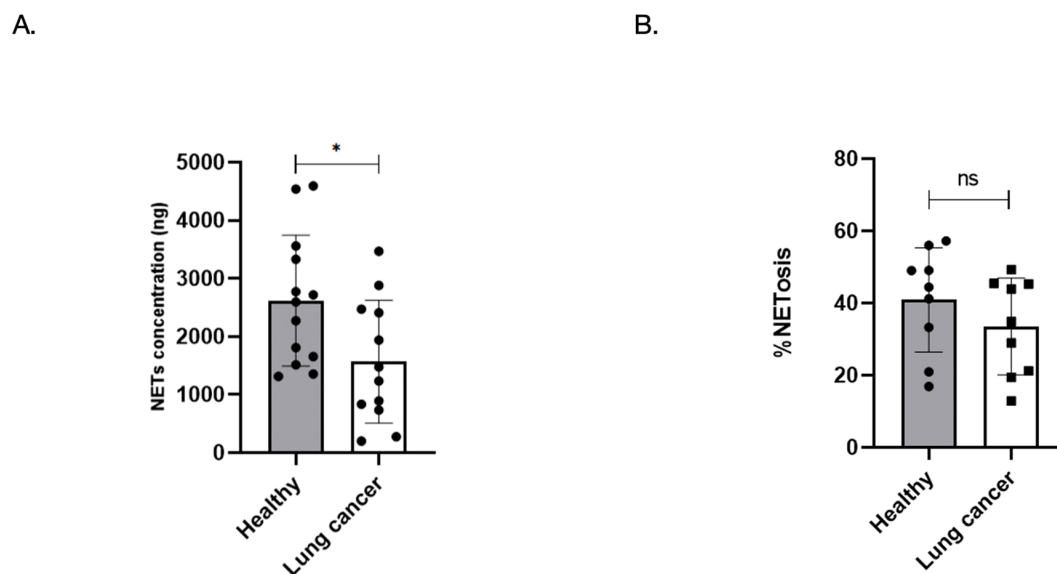 A.
B.
NETs concentration (ng)
5000
4000
3000
2000
1000
0
*
Healthy
Lung cancer
%NETosis
80
60
40
20
0
ns
Healthy
Lung cancer